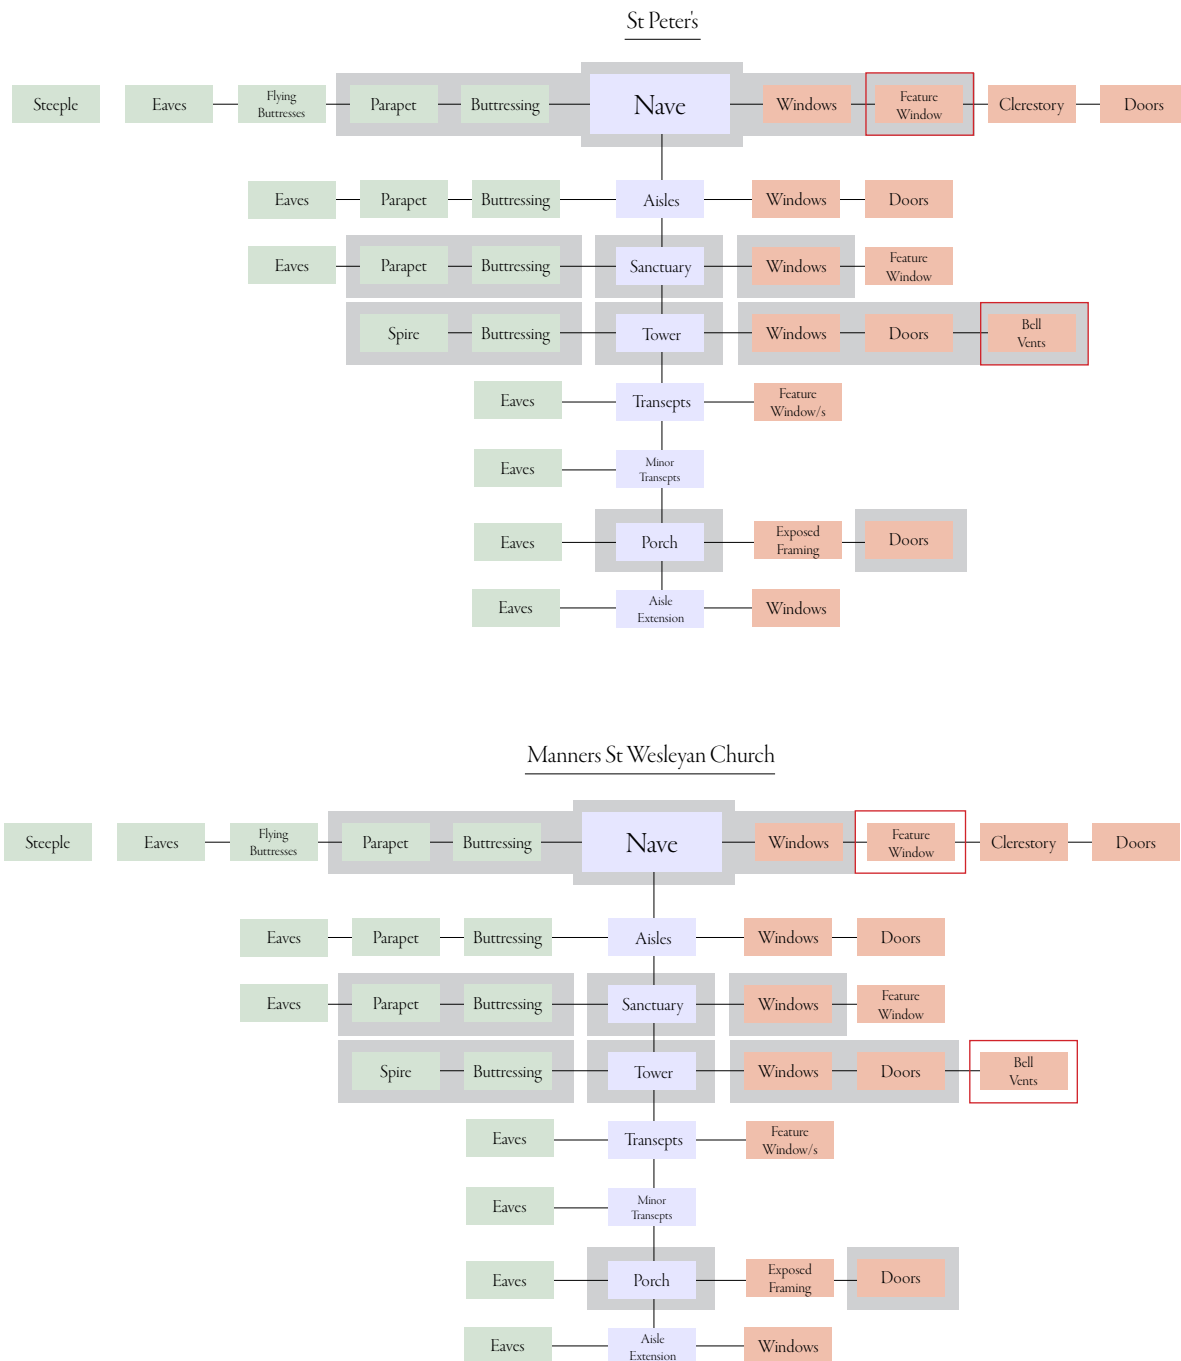 St Peter's
Steeple Eaves Flying Buttresses Parapet Buttressing Nave Windows Feature Window Clerestory Doors
Eaves Parapet Buttressing Aisles Windows Doors
Eaves Parapet Buttressing Sanctuary Windows Feature Window
Spire Buttressing Tower Windows Doors Bell Vents
Eaves Transepts Feature Window/s
Eaves Minor Transepts
Eaves Porch Exposed Framing Doors
Eaves Aisle Extension Windows
Manners St Wesleyan Church
Steeple Eaves Flying Buttresses Parapet Buttressing Nave Windows Feature Window Clerestory Doors
Eaves Parapet Buttressing Aisles Windows Doors
Eaves Parapet Buttressing Sanctuary Windows Feature Window
Spire Buttressing Tower Windows Doors Bell Vents
Eaves Transepts Feature Window/s
Eaves Minor Transepts
Eaves Porch Exposed Framing Doors
Eaves Aisle Extension Windows